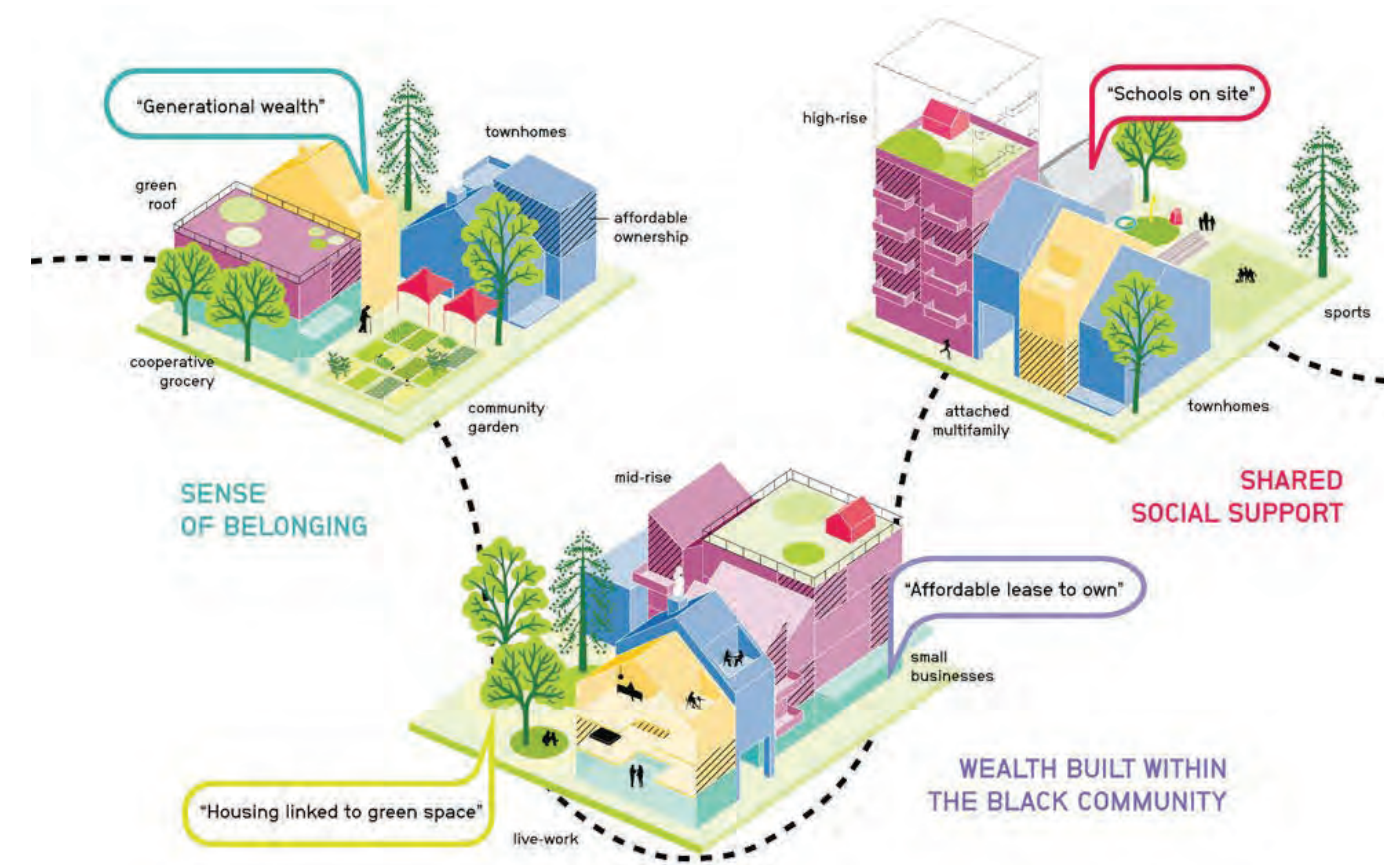 "Generational wealth"
townhomes
green
roof
affordable
ownership
cooperative
grocery
community
garden
SENSE
OF BELONGING
"Schools on site"
high-rise
sports
townhomes
attached
multifamily
SHARED
SOCIAL SUPPORT
mid-rise
"Affordable lease to own"
small
businesses
WEALTH BUILT WITHIN
THE BLACK COMMUNITY
"Housing linked to green space"
live-work